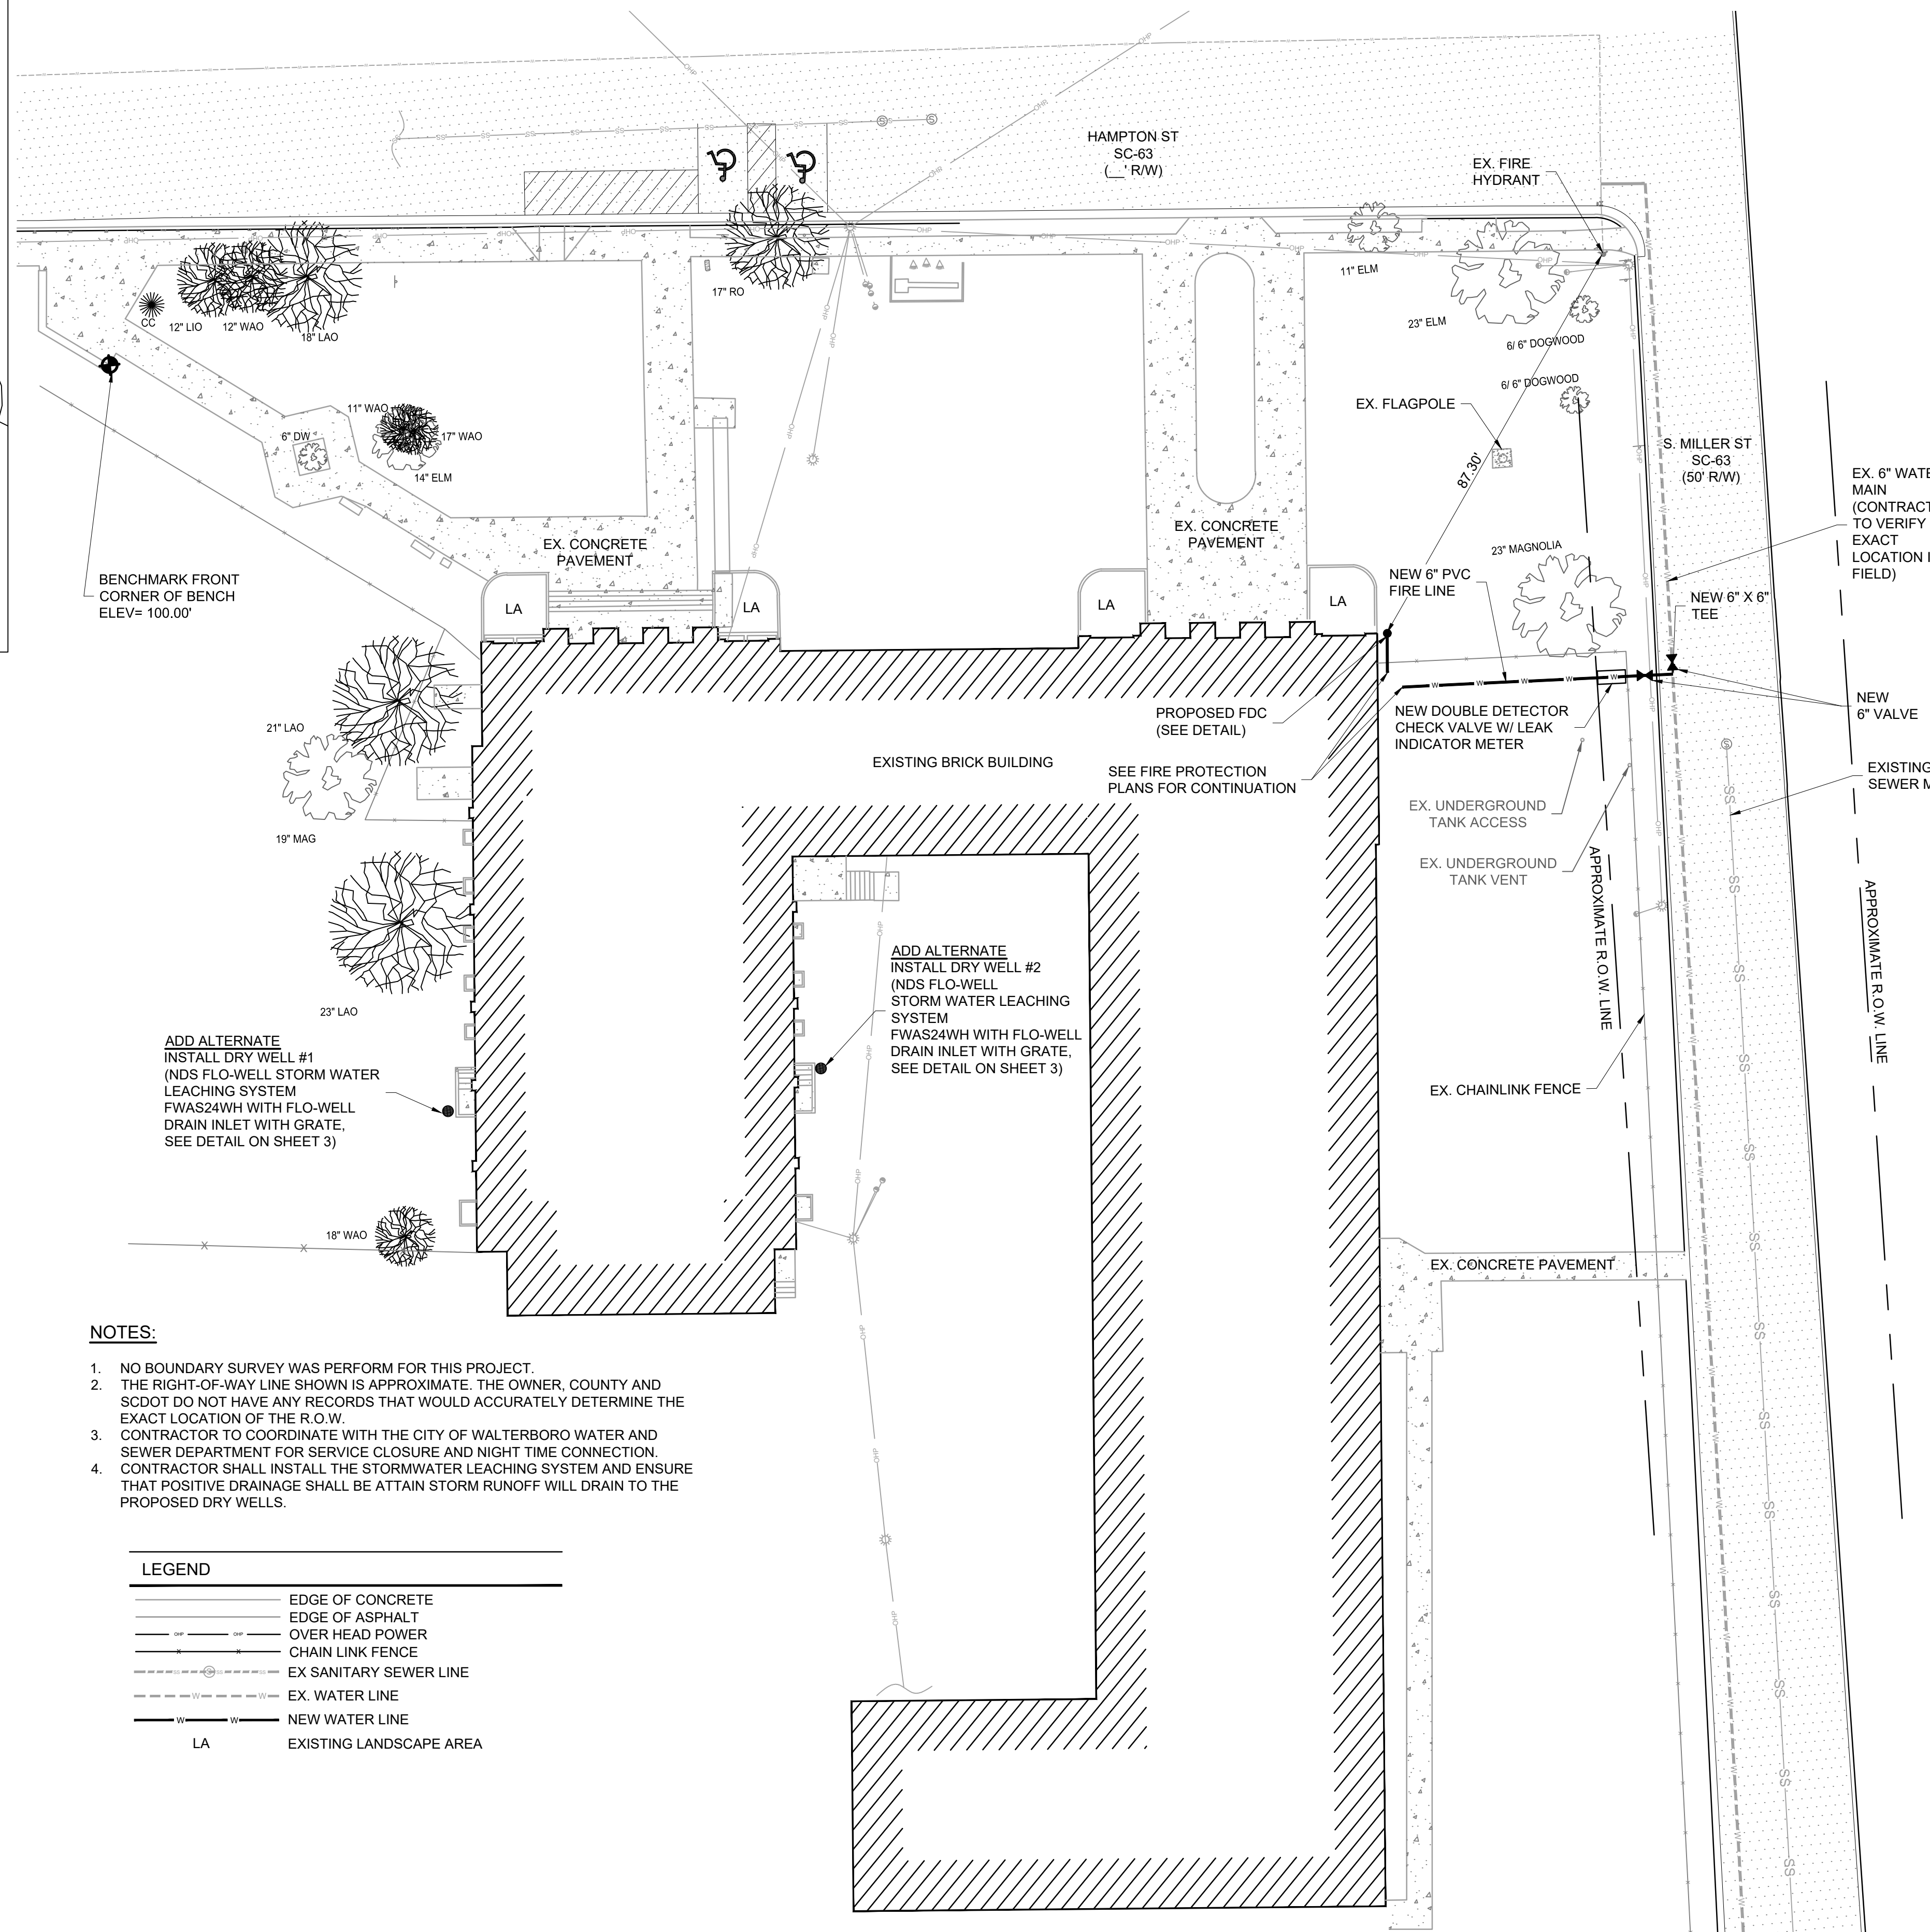 HAMPTON ST
SC-63
(__' R/W)
EX. FIRE
HYDRANT
11" ELM
23" ELM
6/ 6" DOGWOOD
6/ 6" DOGWOOD
EX. FLAGPOLE
87.30'
17" RO
CC
12" LIO
12" WAO
18" LAO
11" WAO
17" WAO
6" DW
14" ELM
S. MILLER ST
SC-63
(50' R/W)
EX. 6" WATE
MAIN
(CONTRACT
TO VERIFY
EXACT
LOCATION
FIELD)
EX. CONCRETE
PAVEMENT
EX. CONCRETE
PAVEMENT
23" MAGNOLIA
BENCHMARK FRONT
CORNER OF BENCH
ELEV= 100.00'
LA
LA
LA
LA
NEW 6" PVC
FIRE LINE
NEW 6" X 6"
TEE
NEW
6" VALVE
PROPOSED FDC
(SEE DETAIL)
NEW DOUBLE DETECTOR
CHECK VALVE W/ LEAK
INDICATOR METER
21" LAO
EXISTING BRICK BUILDING
SEE FIRE PROTECTION
PLANS FOR CONTINUATION
EXISTING
SEWER M
EX. UNDERGROUND
TANK ACCESS
19" MAG
EX. UNDERGROUND
TANK VENT
APPROXIMATE R.O.W. LINE
APPROXIMATE R.O.W. LINE
23" LAO
ADD ALTERNATE
INSTALL DRY WELL #2
(NDS FLO-WELL
STORM WATER LEACHING
SYSTEM
FWAS24WH WITH FLO-WELL
DRAIN INLET WITH GRATE,
SEE DETAIL ON SHEET 3)
ADD ALTERNATE
INSTALL DRY WELL #1
(NDS FLO-WELL STORM WATER
LEACHING SYSTEM
FWAS24WH WITH FLO-WELL
DRAIN INLET WITH GRATE,
SEE DETAIL ON SHEET 3)
EX. CHAINLINK FENCE
18" WAO
EX. CONCRETE PAVEMENT
NOTES:
1. NO BOUNDARY SURVEY WAS PERFORM FOR THIS PROJECT.
2. THE RIGHT-OF-WAY LINE SHOWN IS APPROXIMATE. THE OWNER, COUNTY AND
SCDOT DO NOT HAVE ANY RECORDS THAT WOULD ACCURATELY DETERMINE THE
EXACT LOCATION OF THE R.O.W.
3. CONTRACTOR TO COORDINATE WITH THE CITY OF WALTERBORO WATER AND
SEWER DEPARTMENT FOR SERVICE CLOSURE AND NIGHT TIME CONNECTION.
4. CONTRACTOR SHALL INSTALL THE STORMWATER LEACHING SYSTEM AND ENSURE
THAT POSITIVE DRAINAGE SHALL BE ATTAIN STORM RUNOFF WILL DRAIN TO THE
PROPOSED DRY WELLS.
LEGEND
EDGE OF CONCRETE
EDGE OF ASPHALT
OHP OHP OVER HEAD POWER
X X CHAIN LINK FENCE
SS S SS SS EX SANITARY SEWER LINE
W W EX. WATER LINE
W W NEW WATER LINE
LA EXISTING LANDSCAPE AREA